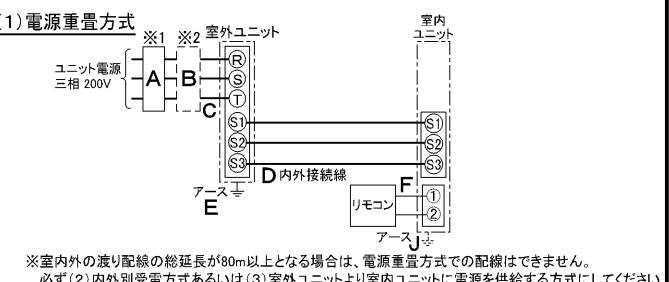 (1)電源重畳方式
※1 ※2 室外ユニット
室内
ユニット
ユニット電源
三相 200V
A B C
R
S
T
S1
S2
S3
S1
S2
S3
D 内外接続線
アース
E
リモコン
F
1
2
アース J
※室内外の渡り配線の総延長が80m以上となる場合は、電源重畳方式での配線はできません。
必ず(2)内外別受電方式あるいは(3)室外ユニットより室内ユニットに電源を供給する方式にしてください